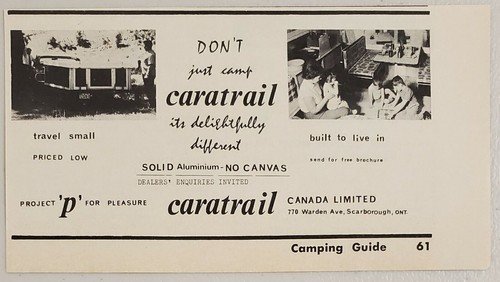 DON'T
just camp
caratrail
its delightfully
different
travel small
PRICED LOW
built to live in
send for free brochure
SOLID Aluminium - NO CANVAS
DEALERS' ENQUIRIES INVITED
PROJECT 'p' FOR PLEASURE
caratrail CANADA LIMITED
770 Warden Ave, Scarborough, ONT.
Camping Guide 61